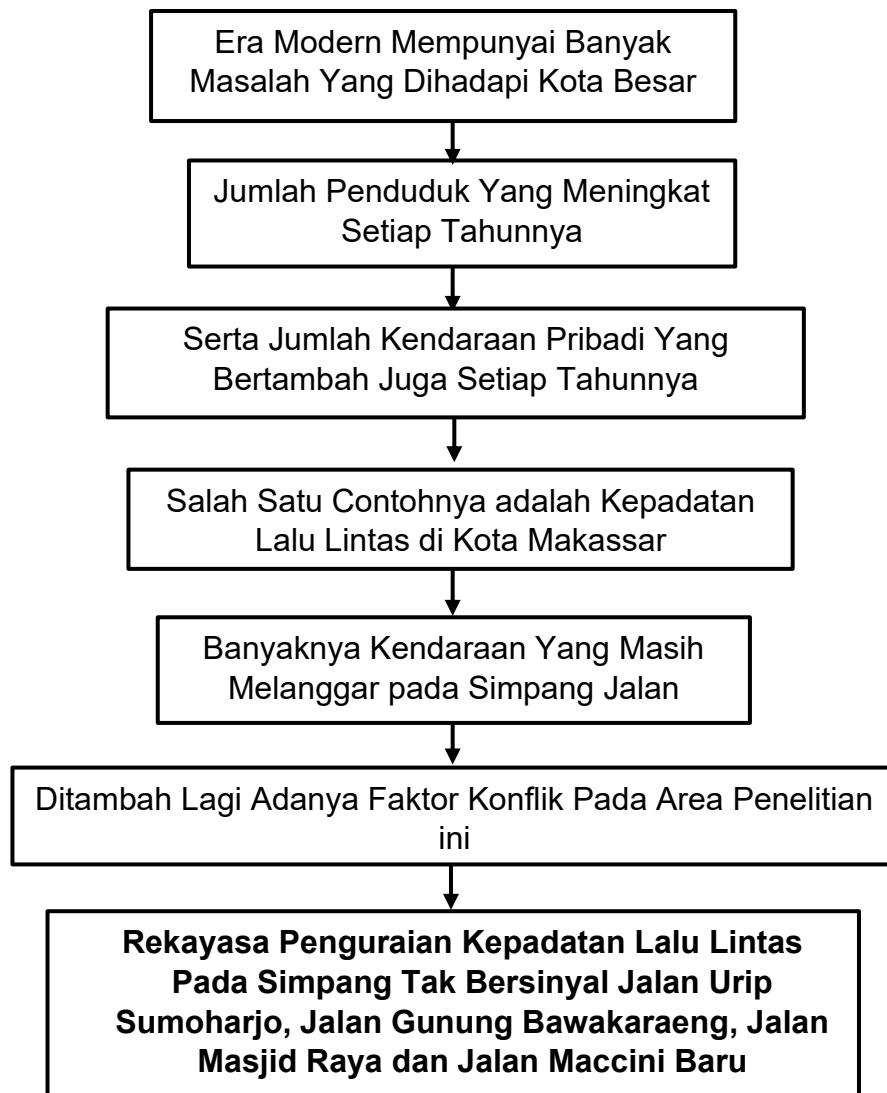 Era Modern Mempunyai Banyak
Masalah Yang Dihadapi Kota Besar
Jumlah Penduduk Yang Meningkat
Setiap Tahunnya
Serta Jumlah Kendaraan Pribadi Yang
Bertambah Juga Setiap Tahunnya
Salah Satu Contohnya adalah Kepadatan
Lalu Lintas di Kota Makassar
Banyaknya Kendaraan Yang Masih
Melanggar pada Simpang Jalan
Ditambah Lagi Adanya Faktor Konflik Pada Area Penelitian
ini
Rekayasa Penguraian Kepadatan Lalu Lintas
Pada Simpang Tak Bersinyal Jalan Urip
Sumoharjo, Jalan Gunung Bawakaraeng, Jalan
Masjid Raya dan Jalan Maccini Baru